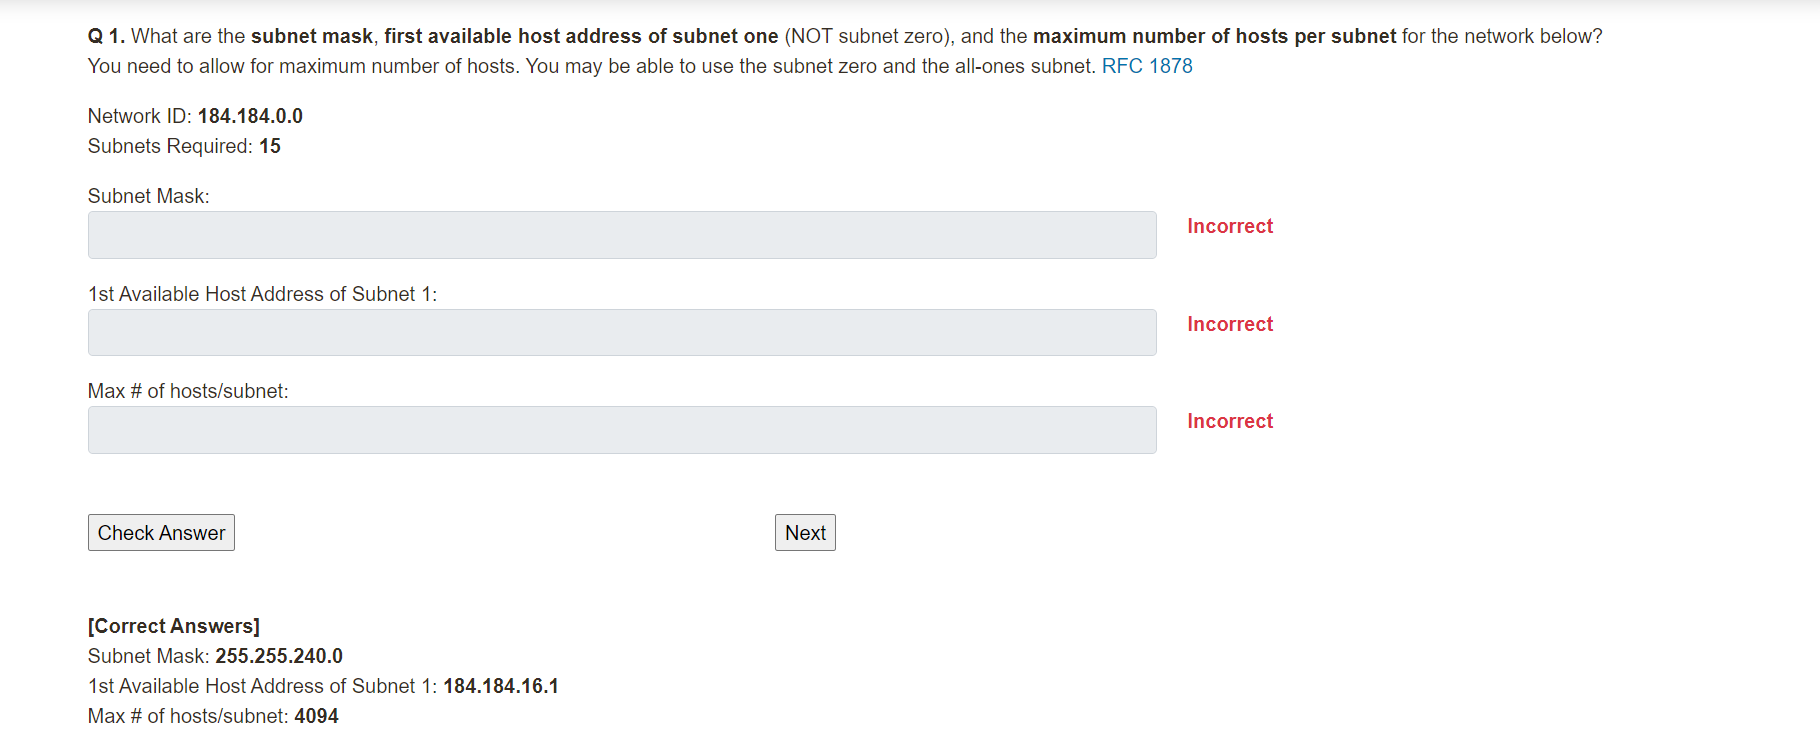 Q 1. What are the subnet mask, first available host address of subnet one (NOT subnet zero), and the maximum number of hosts per subnet for the network below?
You need to allow for maximum number of hosts. You may be able to use the subnet zero and the all-ones subnet. RFC 1878
Network ID: 184.184.0.0
Subnets Required: 15
Subnet Mask:
Incorrect
1st Available Host Address of Subnet 1:
Incorrect
Max # of hosts/subnet:
Incorrect
Check Answer
Next
[Correct Answers]
Subnet Mask: 255.255.240.0
1st Available Host Address of Subnet 1: 184.184.16.1
Max # of hosts/subnet: 4094